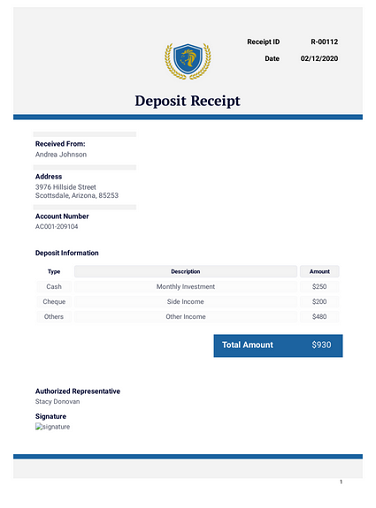 Receipt ID R-00112
Date 02/12/2020
Deposit Receipt
Received From:
Andrea Johnson
Address
3976 Hillside Street
Scottsdale, Arizona, 85253
Account Number
AC001-209104
Deposit Information
Type Description Amount
Cash Monthly Investment $250
Cheque Side Income $200
Others Other Income $480
Total Amount $930
Authorized Representative
Stacy Donovan
Signature
signature
1